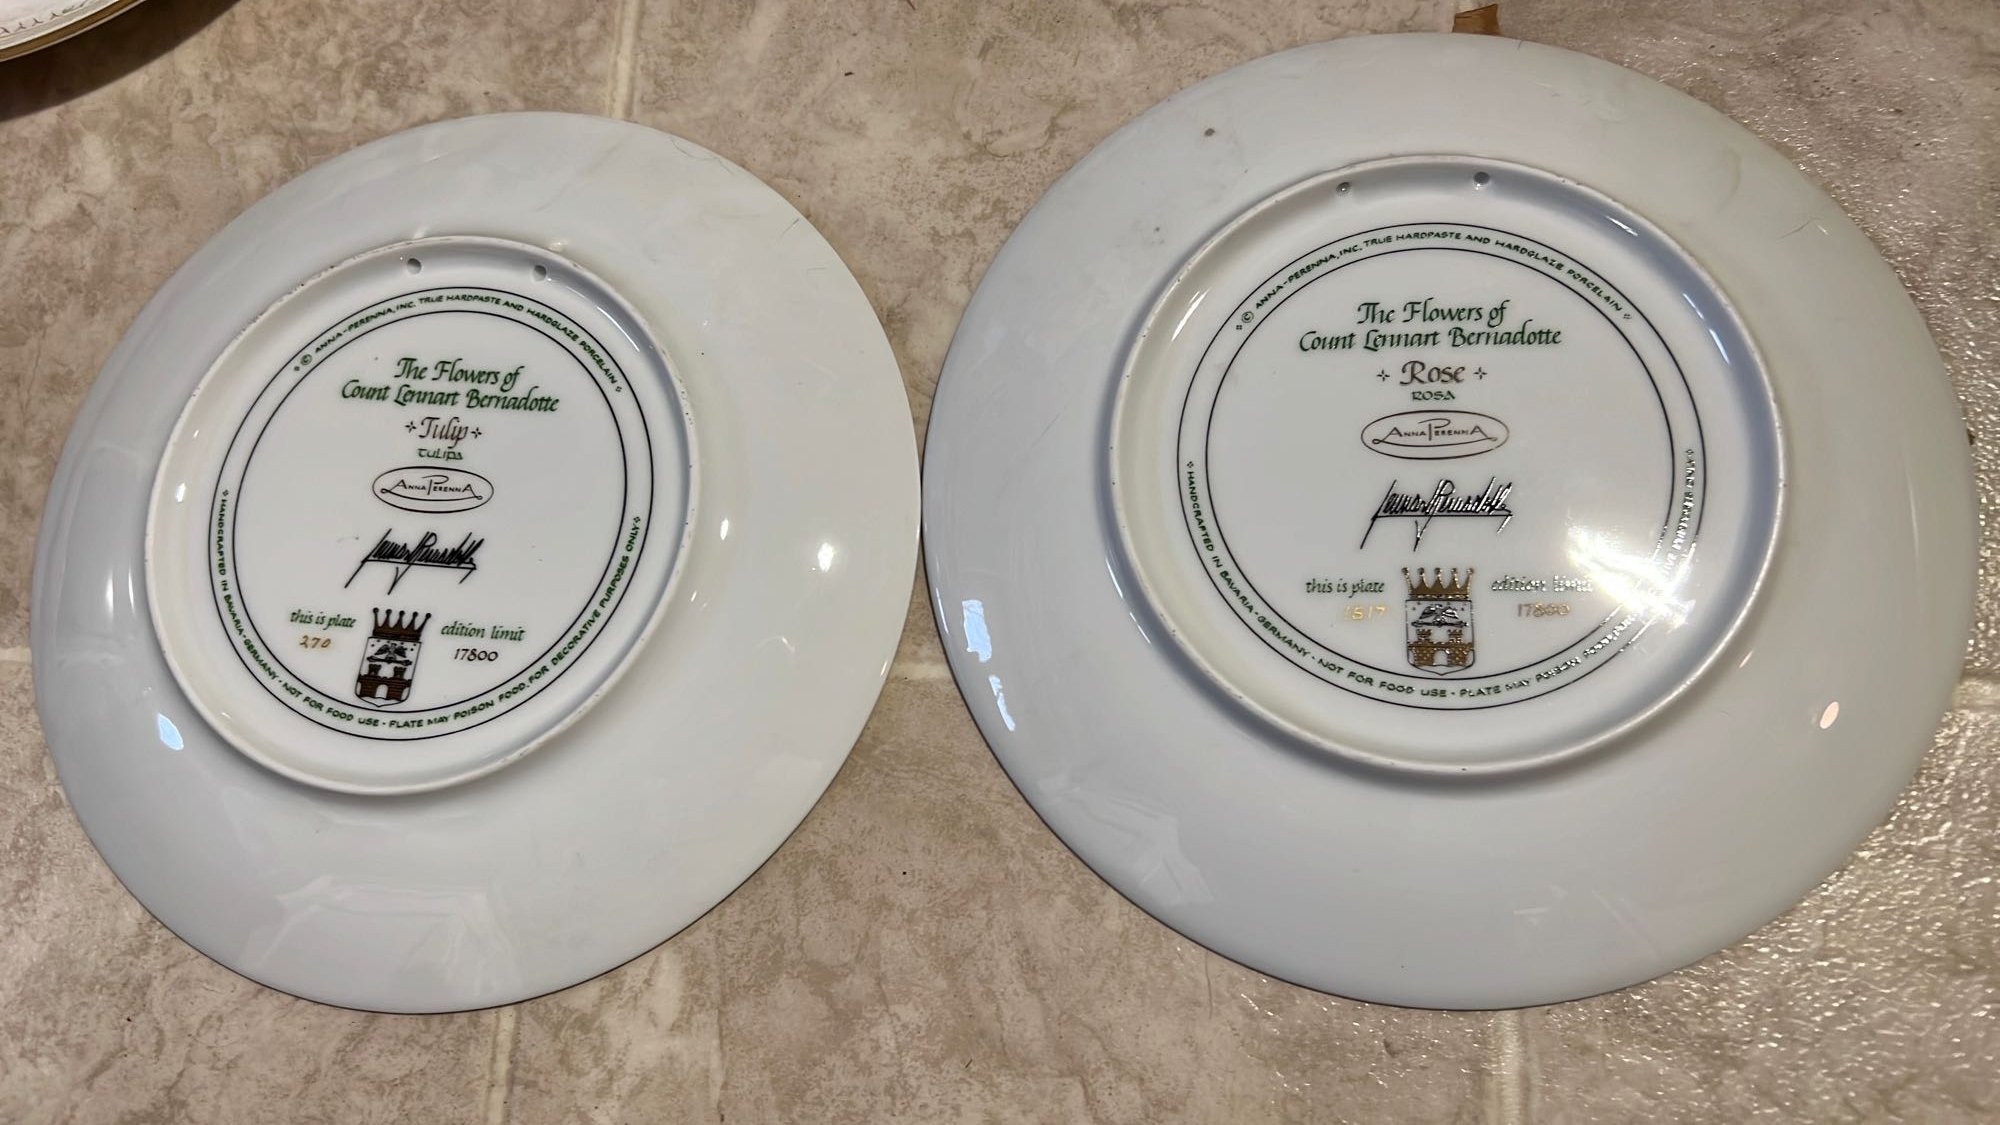 © ANNA-PERENNA, INC. TRUE HARDPASTE AND HARDGLAZE PORCELAIN
The Flowers of
Count Lennart Bernadotte
Tulip
TULIPA
ANNA PERENNA
this is plate
270
edition limit
17800
HANDCRAFTED IN BAVARIA-GERMANY · NOT FOR FOOD USE · PLATE MAY POISON FOOD. FOR DECORATIVE PURPOSES ONLY
© ANNA-PERENNA, INC. TRUE HARDPASTE AND HARDGLAZE PORCELAIN
The Flowers of
Count Lennart Bernadotte
Rose
ROSA
ANNA PERENNA
this is plate
1517
edition limit
17800
HANDCRAFTED IN BAVARIA-GERMANY · NOT FOR FOOD USE · PLATE MAY POISON